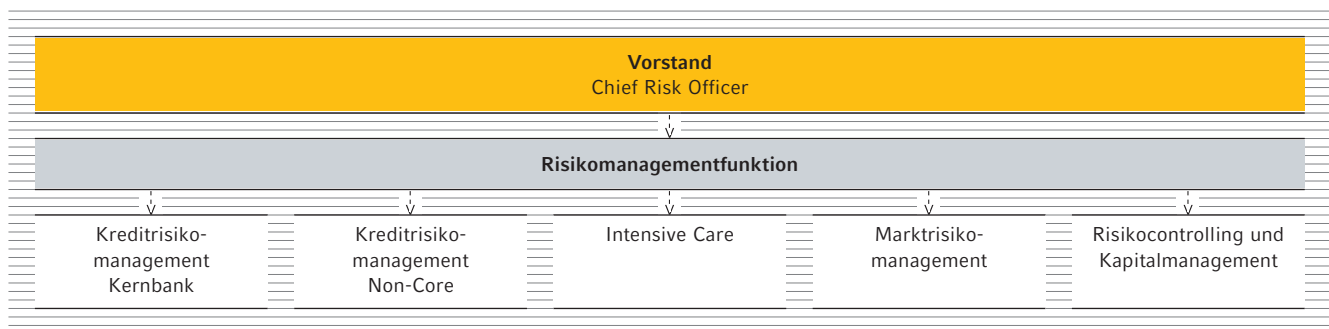 Vorstand
Chief Risk Officer
Risikomanagementfunktion
Kreditrisiko-
management
Kernbank
Kreditrisiko-
management
Non-Core
Intensive Care
Marktrisiko-
management
Risikocontrolling und
Kapitalmanagement